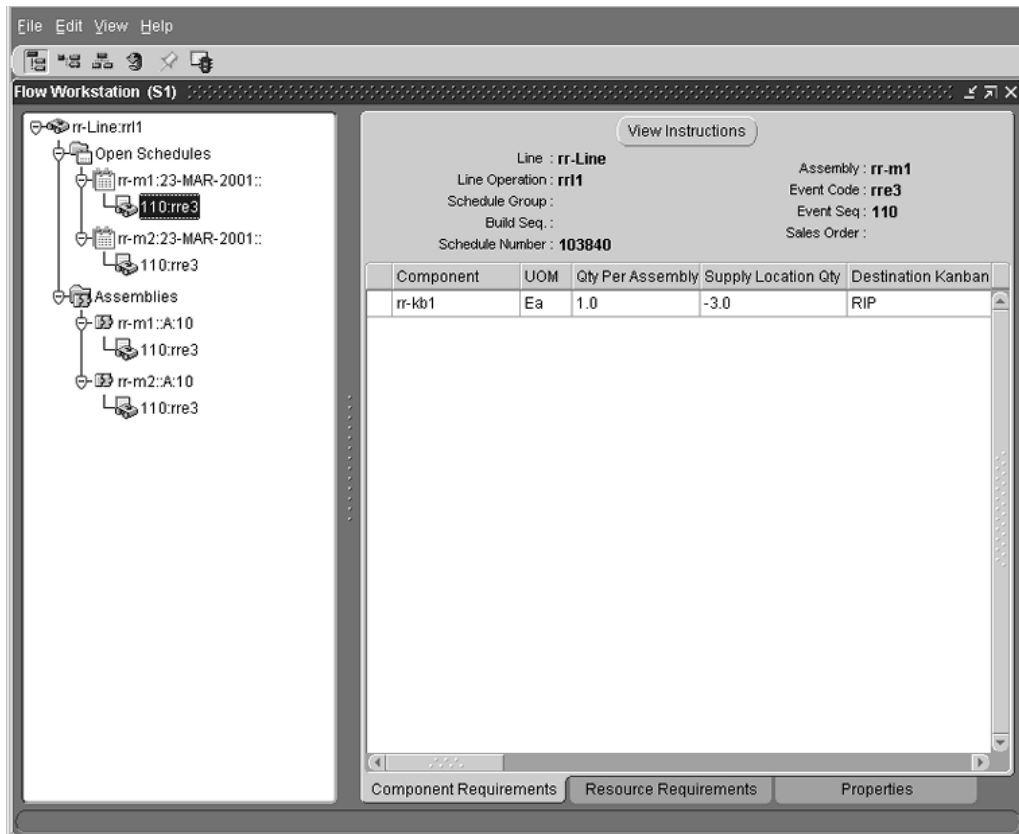 File Edit View Help
Flow Workstation (S1)
rr-Line:rrl1
Open Schedules
rr-m1:23-MAR-2001::
110:rre3
rr-m2:23-MAR-2001::
110:rre3
Assemblies
rr-m1::A:10
110:rre3
rr-m2::A:10
110:rre3
View Instructions
Line : rr-Line
Line Operation : rrl1
Schedule Group :
Build Seq. :
Schedule Number : 103840
Assembly : rr-m1
Event Code : rre3
Event Seq : 110
Sales Order :
Component UOM Qty Per Assembly Supply Location Qty Destination Kanban
rr-kb1 Ea 1.0 -3.0 RIP
Component Requirements Resource Requirements Properties